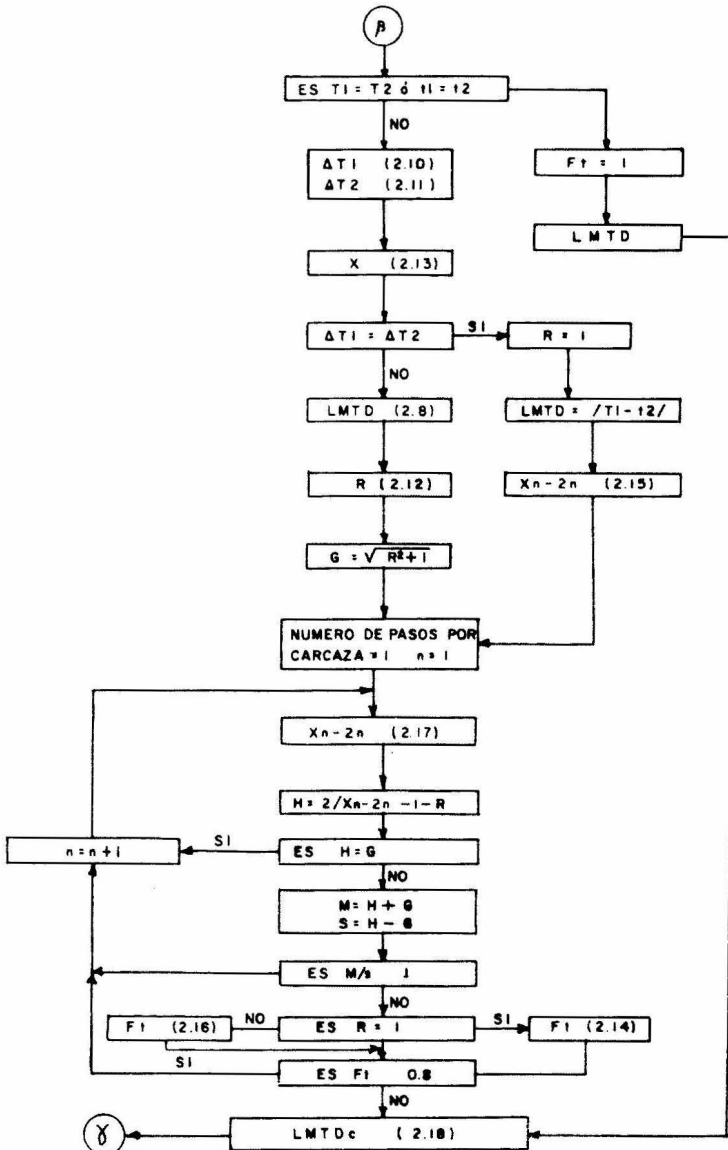 β
ES T1 = T2 ó t1 = t2
NO
ΔT1 (2.10)
ΔT2 (2.11)
Ft = 1
LMTD
X (2.13)
ΔT1 = ΔT2
SI
R = 1
NO
LMTD (2.8)
LMTD = /T1-t2/
R (2.12)
Xn-2n (2.15)
G = √R²+1
NUMERO DE PASOS POR
CARCAZA = 1 n = 1
Xn-2n (2.17)
H = 2/Xn-2n -1-R
n=n+1
SI
ES H=G
NO
M= H + G
S= H - G
ES M/s 1
NO
Ft (2.16)
NO
ES R = 1
SI
Ft (2.14)
SI
ES Ft 0.8
NO
γ
LMTDc (2.18)